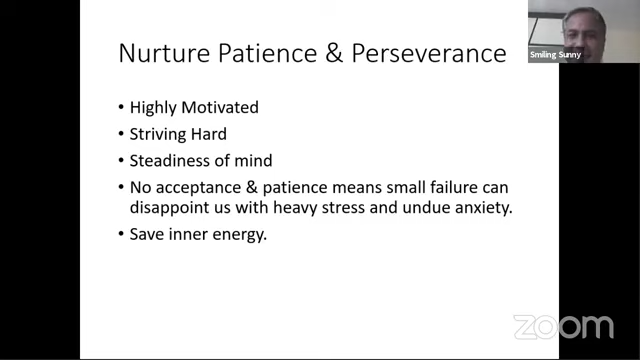 Smiling Sunny
Nurture Patience & Perseverance
• Highly Motivated
• Striving Hard
• Steadiness of mind
• No acceptance & patience means small failure can
disappoint us with heavy stress and undue anxiety.
• Save inner energy.
zoom